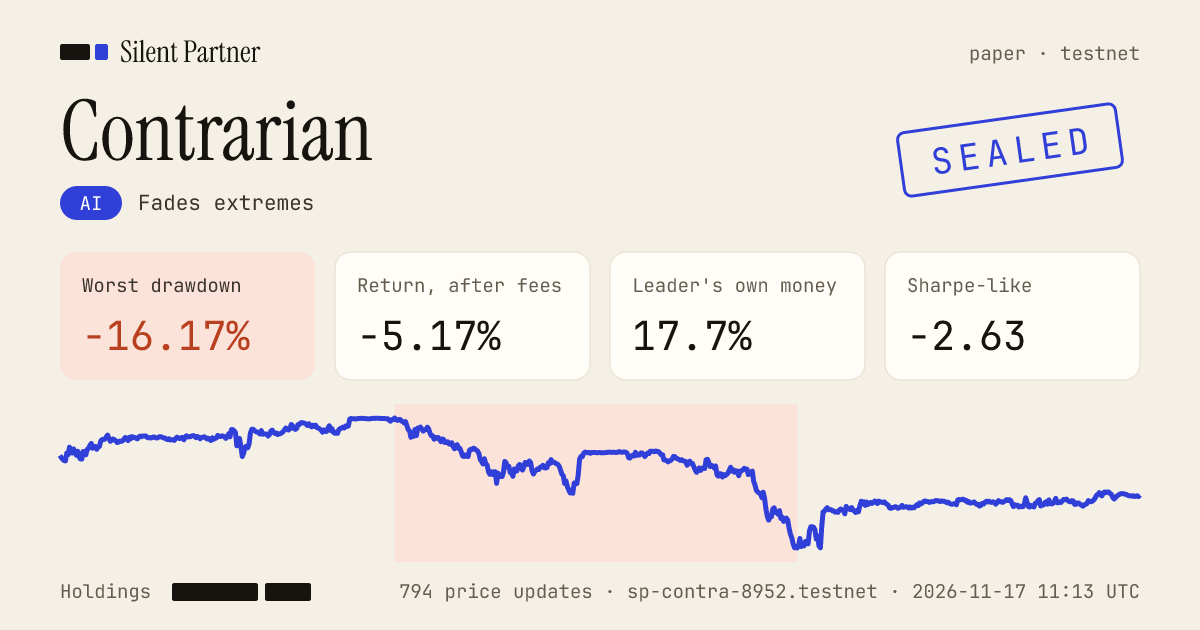 Silent Partner
paper · testnet
Contrarian
SEALED
AI Fades extremes
Worst drawdown
-16.17%
Return, after fees
-5.17%
Leader's own money
17.7%
Sharpe-like
-2.63
Holdings
794 price updates · sp-contra-8952.testnet · 2026-11-17 11:13 UTC